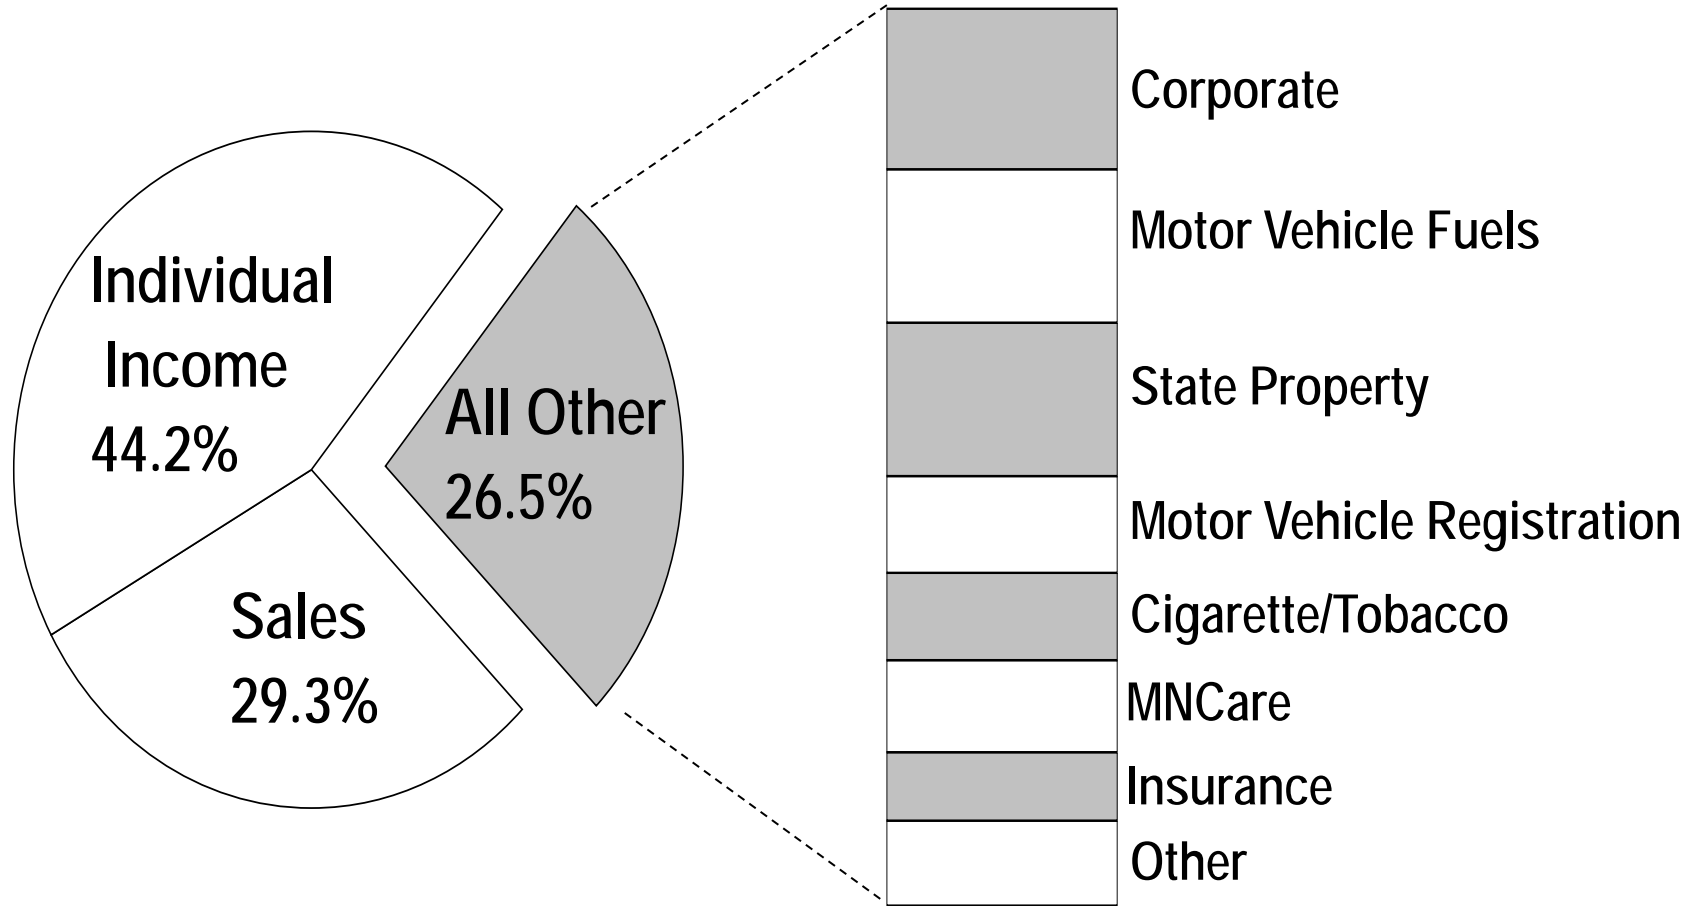 Individual
Income
44.2%
Sales
29.3%
All Other
26.5%
Corporate
Motor Vehicle Fuels
State Property
Motor Vehicle Registration
Cigarette/Tobacco
MNCare
Insurance
Other